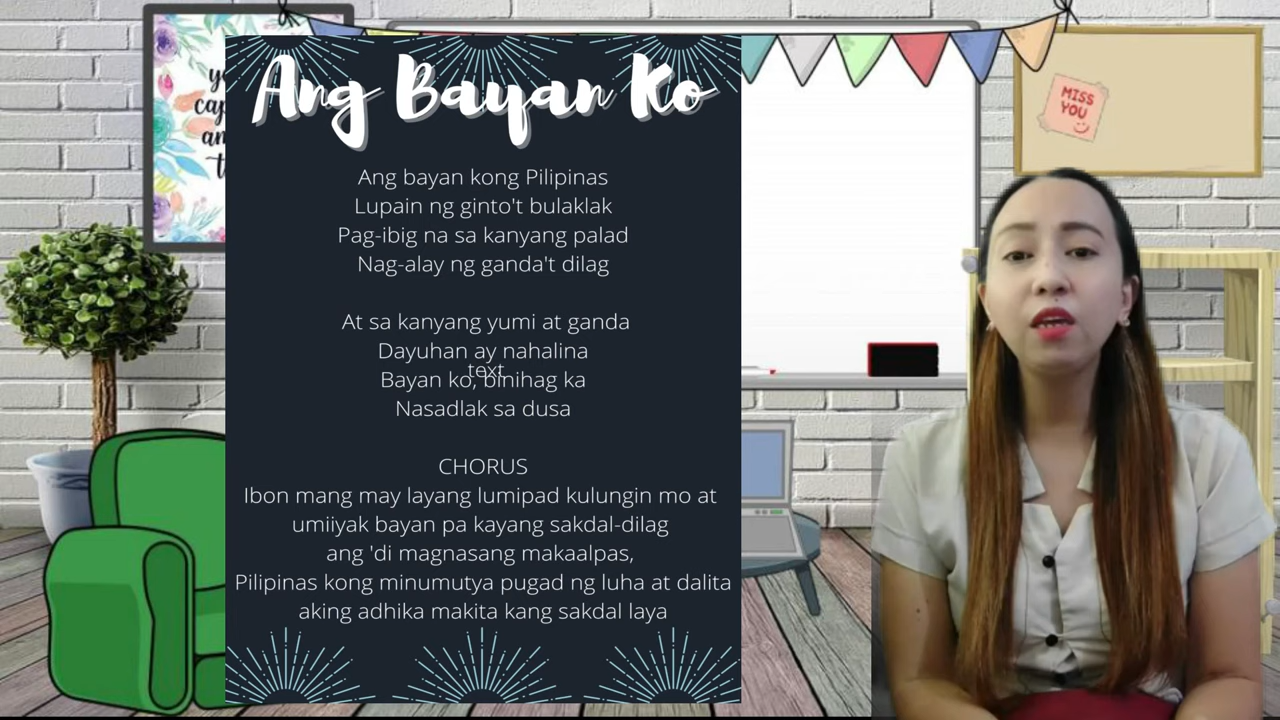 Ang Bayan Ko
Ang bayan kong Pilipinas
Lupain ng ginto't bulaklak
Pag-ibig na sa kanyang palad
Nag-alay ng ganda't dilag
At sa kanyang yumi at ganda
Dayuhan ay nahalina
text
Bayan ko, binihag ka
Nasadlak sa dusa
CHORUS
Ibon mang may layang lumipad kulungin mo at
umiiyak bayan pa kayang sakdal-dilag
ang 'di magnasang makaalpas,
Pilipinas kong minumutya pugad ng luha at dalita
aking adhika makita kang sakdal laya
MISS
YOU